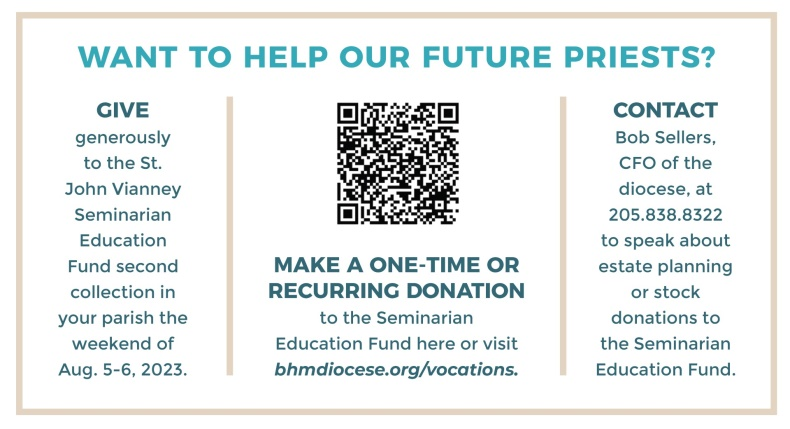 WANT TO HELP OUR FUTURE PRIESTS?
GIVE
generously
to the St.
John Vianney
Seminarian
Education
Fund second
collection in
your parish the
weekend of
Aug. 5-6, 2023.
MAKE A ONE-TIME OR
RECURRING DONATION
to the Seminarian
Education Fund here or visit
bhmdiocese.org/vocations.
CONTACT
Bob Sellers,
CFO of the
diocese, at
205.838.8322
to speak about
estate planning
or stock
donations to
the Seminarian
Education Fund.